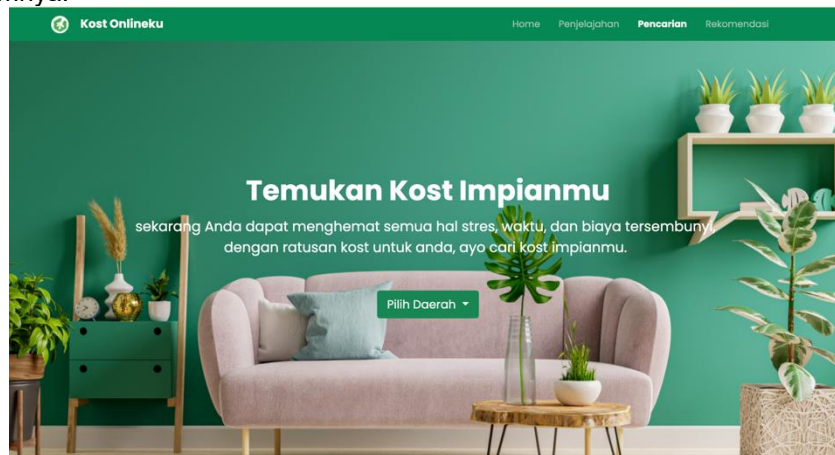 Kost Onlineku Home Penjelajahan Pencarian Rekomendasi
Temukan Kost Impianmu
sekarang Anda dapat menghemat semua hal stres, waktu, dan biaya tersembunyi,
dengan ratusan kost untuk anda, ayo cari kost impianmu.
Pilih Daerah